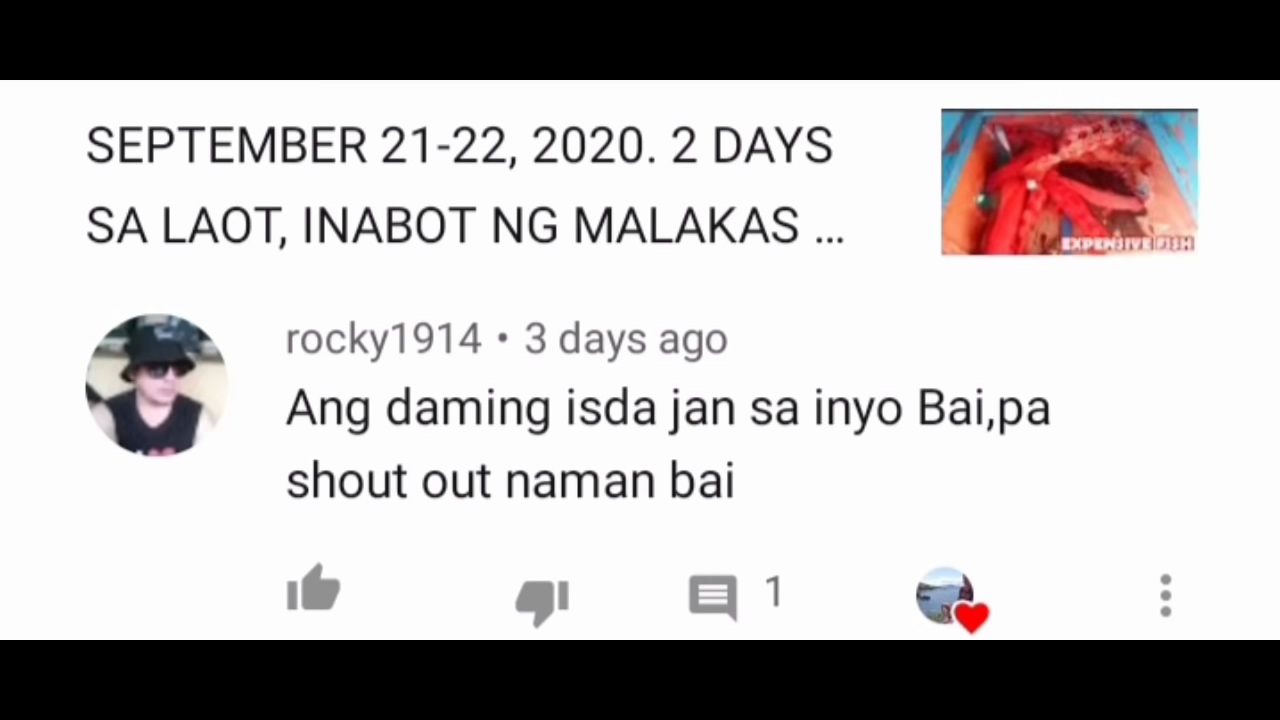 SEPTEMBER 21-22, 2020. 2 DAYS
SA LAOT, INABOT NG MALAKAS ...
EXPENSIVE FISH
rocky1914 • 3 days ago
Ang daming isda jan sa inyo Bai,pa
shout out naman bai
1